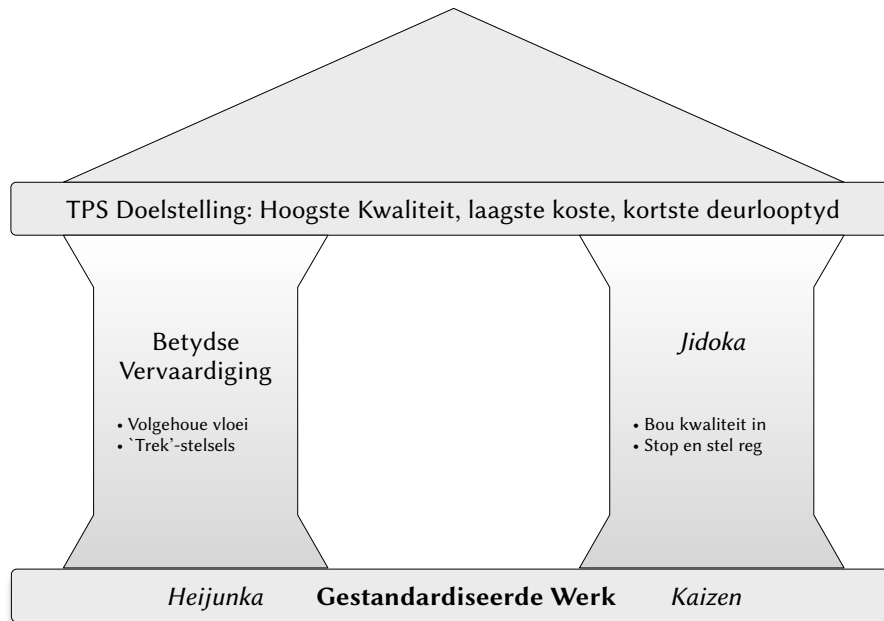 TPS Doelstelling: Hoogste Kwaliteit, laagste koste, kortste deurlooptyd
Betydse
Vervaardiging
• Volgehoue vloei
• `Trek’-stelsels
Jidoka
• Bou kwaliteit in
• Stop en stel reg
Heijunka Gestandardiseerde Werk Kaizen